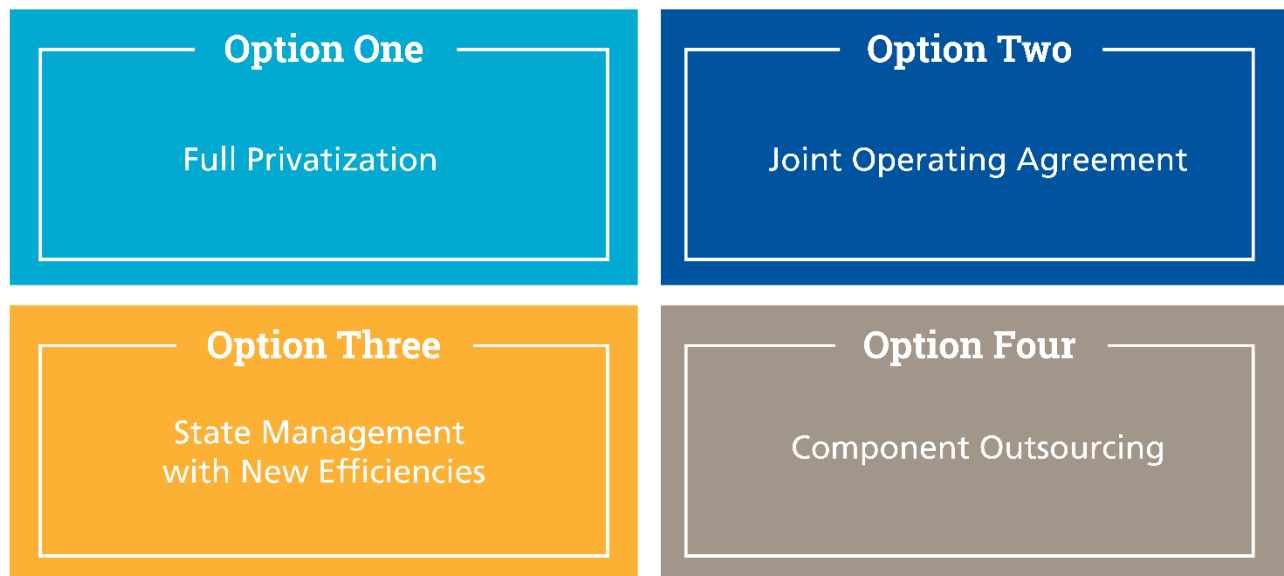 Option One
Full Privatization
Option Two
Joint Operating Agreement
Option Three
State Management
with New Efficiencies
Option Four
Component Outsourcing